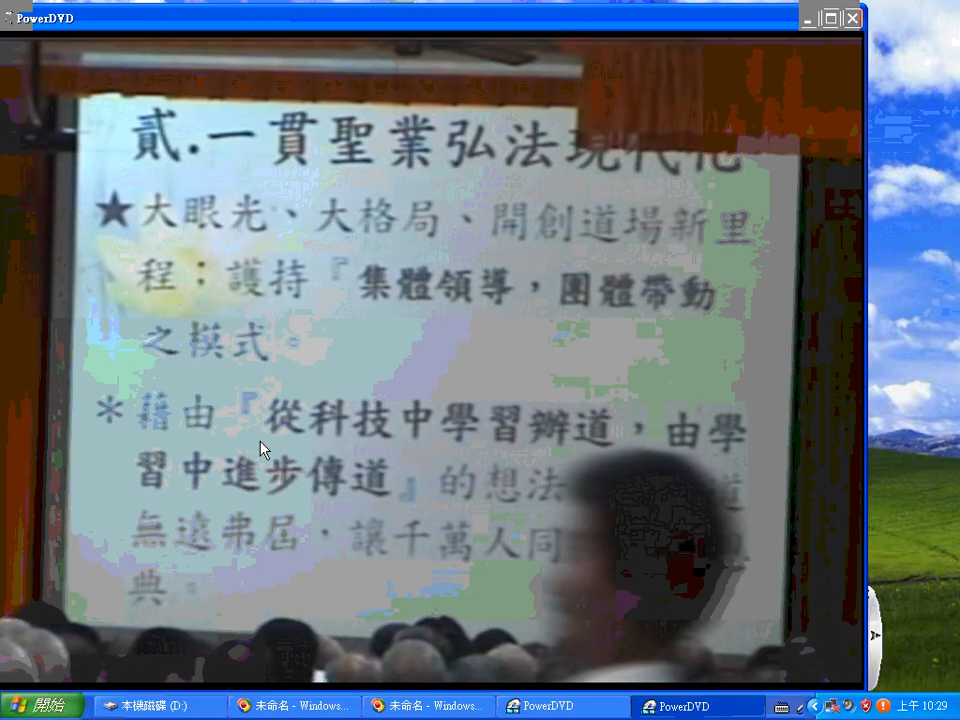 PowerDVD
貳.一貫聖業弘法現代化
★大眼光、大格局、開創道場新里
程；護持『集體領導，團體帶動
之模式。
＊藉由『從科技中學習辦道，由學
習中進步傳道』的想法 道
無遠弗屆，讓千萬人同
典。
開始 本機磁碟 (D:) 未命名 - Windows... 未命名 - Windows... PowerDVD PowerDVD 上午 10:29